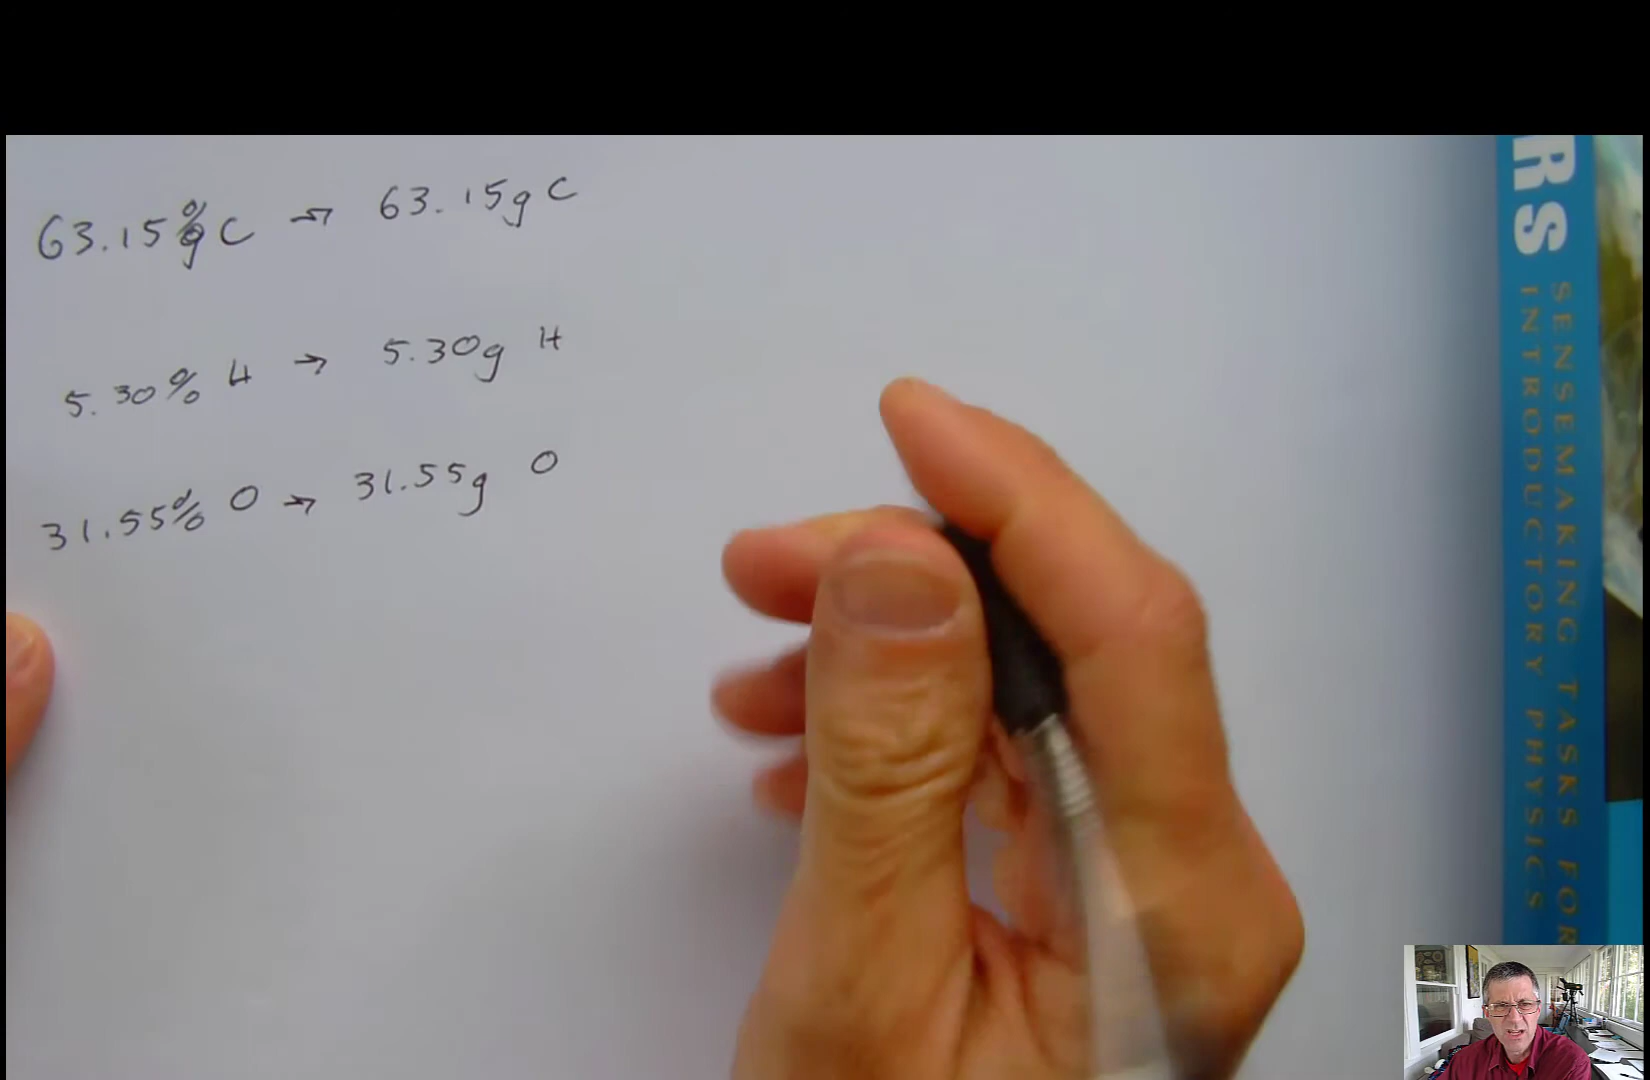 63.15% C → 63.15g C
5.30% H → 5.30g H
31.55% O → 31.55g O
RS
SENSEMAKING TASKS FOR
INTRODUCTORY PHYSICS